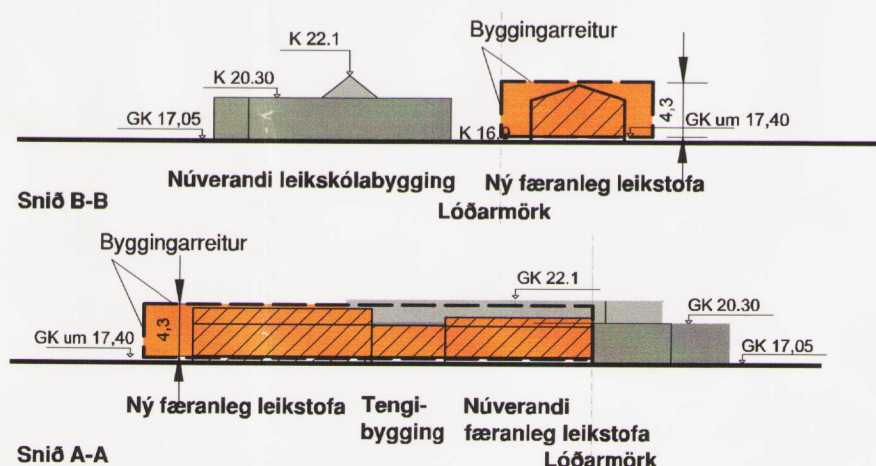 K 22.1
Byggingarreitur
K 20.30
GK 17,05
K 16,9
4,3
GK um 17,40
Núverandi leikskólabygging
Ný færanleg leikstofa
Snið B-B
Lóðarmörk
Byggingarreitur
GK 22.1
GK 20.30
GK um 17,40
4,3
GK 17,05
Ný færanleg leikstofa
Tengi-
bygging
Núverandi
færanleg leikstofa
Snið A-A
Lóðarmörk